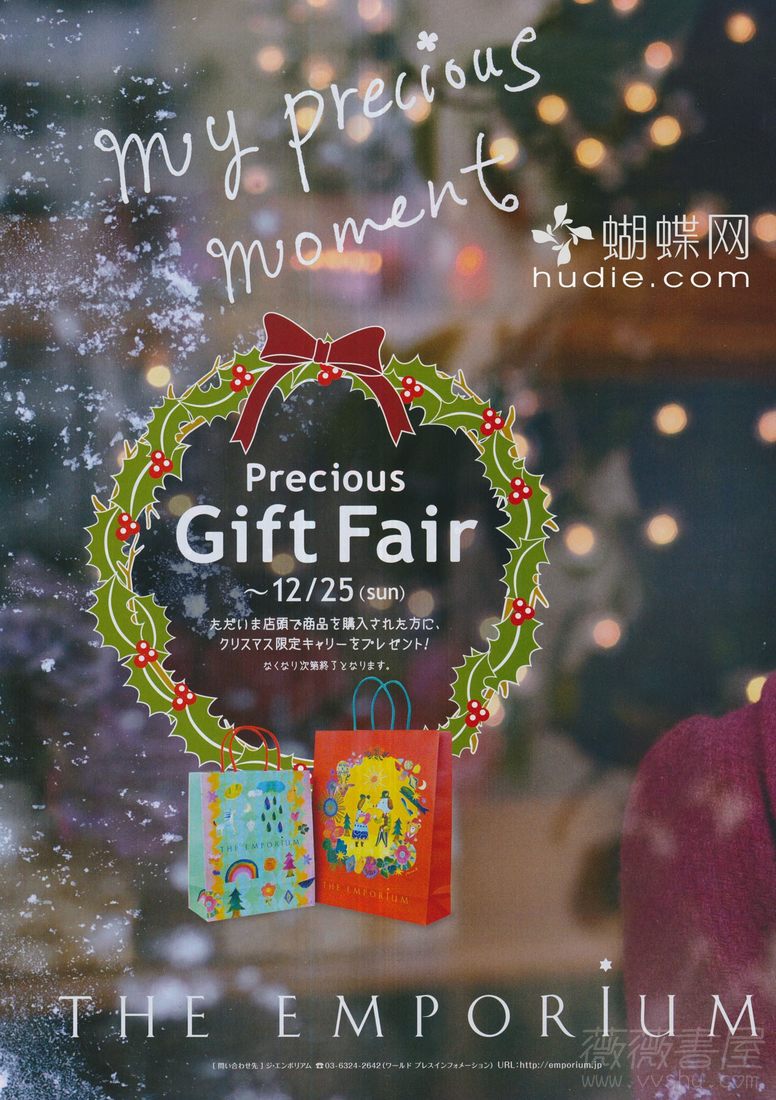 my precious
moment
蝴蝶网
hudie.com
Precious
Gift Fair
～12/25(sun)
ただいま店頭で商品を購入された方に、
クリスマス限定キャリーをプレゼント!
なくなり次第終了となります。
THE EMPORIUM
THE EMPORIUM
THE EMPORIUM
[ 問い合わせ先 ] ジ・エンポリアム ☎03-6324-2642(ワールド プレスインフォメーション) URL:http://emporium.jp
薇薇書屋
www.vvshu.com